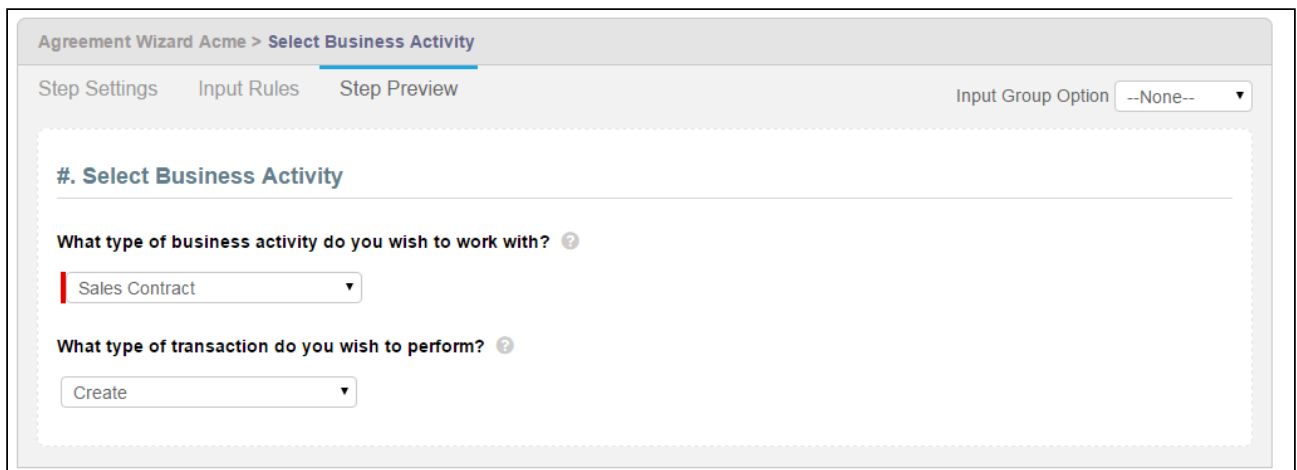 Agreement Wizard Acme > Select Business Activity
Step Settings Input Rules Step Preview Input Group Option --None--
#. Select Business Activity
What type of business activity do you wish to work with? ?
Sales Contract
What type of transaction do you wish to perform? ?
Create